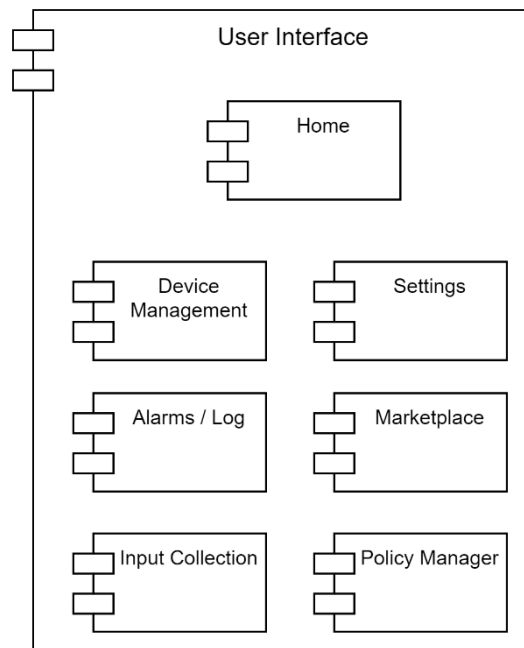 User Interface
Home
Device
Management
Settings
Alarms / Log
Marketplace
Input Collection
Policy Manager